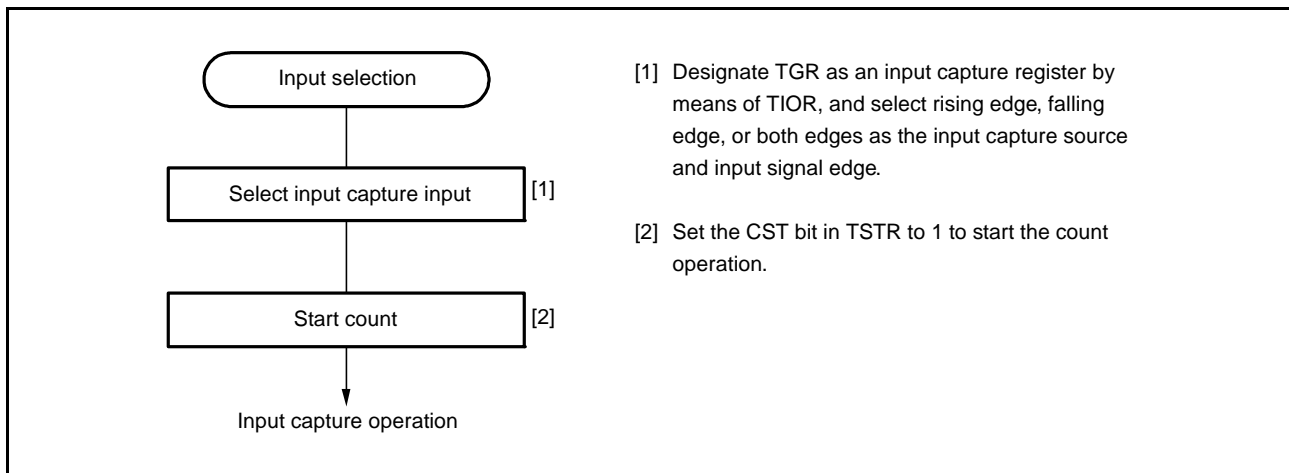 Input selection
Select input capture input
[1]
Start count
[2]
Input capture operation
[1] Designate TGR as an input capture register by
means of TIOR, and select rising edge, falling
edge, or both edges as the input capture source
and input signal edge.
[2] Set the CST bit in TSTR to 1 to start the count
operation.